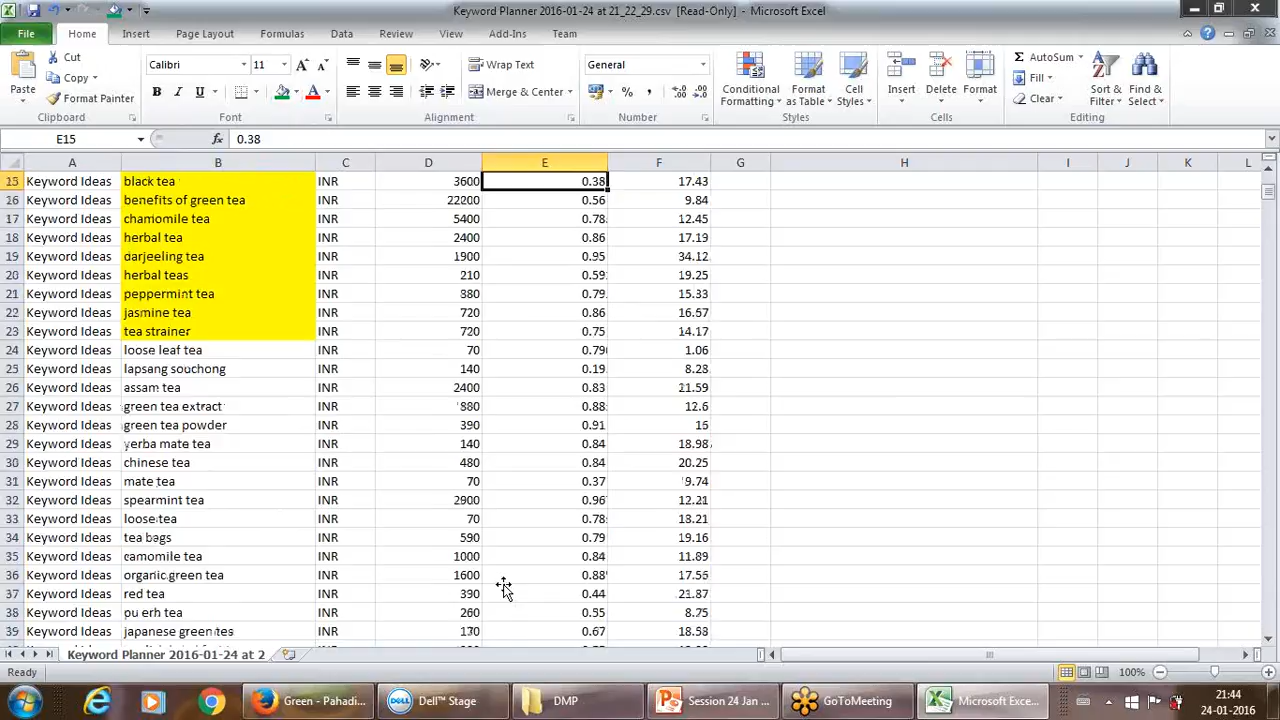 Keyword Planner 2016-01-24 at 21_22_29.csv [Read-Only] - Microsoft Excel
File Home Insert Page Layout Formulas Data Review View Add-Ins Team
Paste
Cut
Copy
Format Painter
Clipboard
Calibri 11
B I U
Font
Wrap Text
Merge & Center
Alignment
General
Number
Conditional Formatting
Format as Table
Cell Styles
Styles
Insert Delete Format
Cells
AutoSum
Fill
Clear
Sort & Filter
Find & Select
Editing
E15 fx 0.38
A B C D E F G H I J K L
15 Keyword Ideas black tea INR 3600 0.38 17.43
16 Keyword Ideas benefits of green tea INR 22200 0.56 9.84
17 Keyword Ideas chamomile tea INR 5400 0.78 12.45
18 Keyword Ideas herbal tea INR 2400 0.86 17.19
19 Keyword Ideas darjeeling tea INR 1900 0.95 34.12
20 Keyword Ideas herbal teas INR 210 0.59 19.25
21 Keyword Ideas peppermint tea INR 880 0.79 15.33
22 Keyword Ideas jasmine tea INR 720 0.86 16.57
23 Keyword Ideas tea strainer INR 720 0.75 14.17
24 Keyword Ideas loose leaf tea INR 70 0.79 1.06
25 Keyword Ideas lapsang souchong INR 140 0.19 8.28
26 Keyword Ideas assam tea INR 2400 0.83 21.59
27 Keyword Ideas green tea extract INR 880 0.88 12.6
28 Keyword Ideas green tea powder INR 390 0.91 15
29 Keyword Ideas yerba mate tea INR 140 0.84 18.98
30 Keyword Ideas chinese tea INR 480 0.84 20.25
31 Keyword Ideas mate tea INR 70 0.37 9.74
32 Keyword Ideas spearmint tea INR 2900 0.96 12.21
33 Keyword Ideas loose tea INR 70 0.78 18.21
34 Keyword Ideas tea bags INR 590 0.79 19.16
35 Keyword Ideas camomile tea INR 1000 0.84 11.89
36 Keyword Ideas organic green tea INR 1600 0.88 17.56
37 Keyword Ideas red tea INR 390 0.44 21.87
38 Keyword Ideas pu erh tea INR 260 0.55 8.75
39 Keyword Ideas japanese green tea INR 170 0.67 18.58
Keyword Planner 2016-01-24 at 2
Ready 100%
Green - Pahadi... Dell™ Stage DMP Session 24 Jan ... GoToMeeting Microsoft Exce...
21:44
24-01-2016